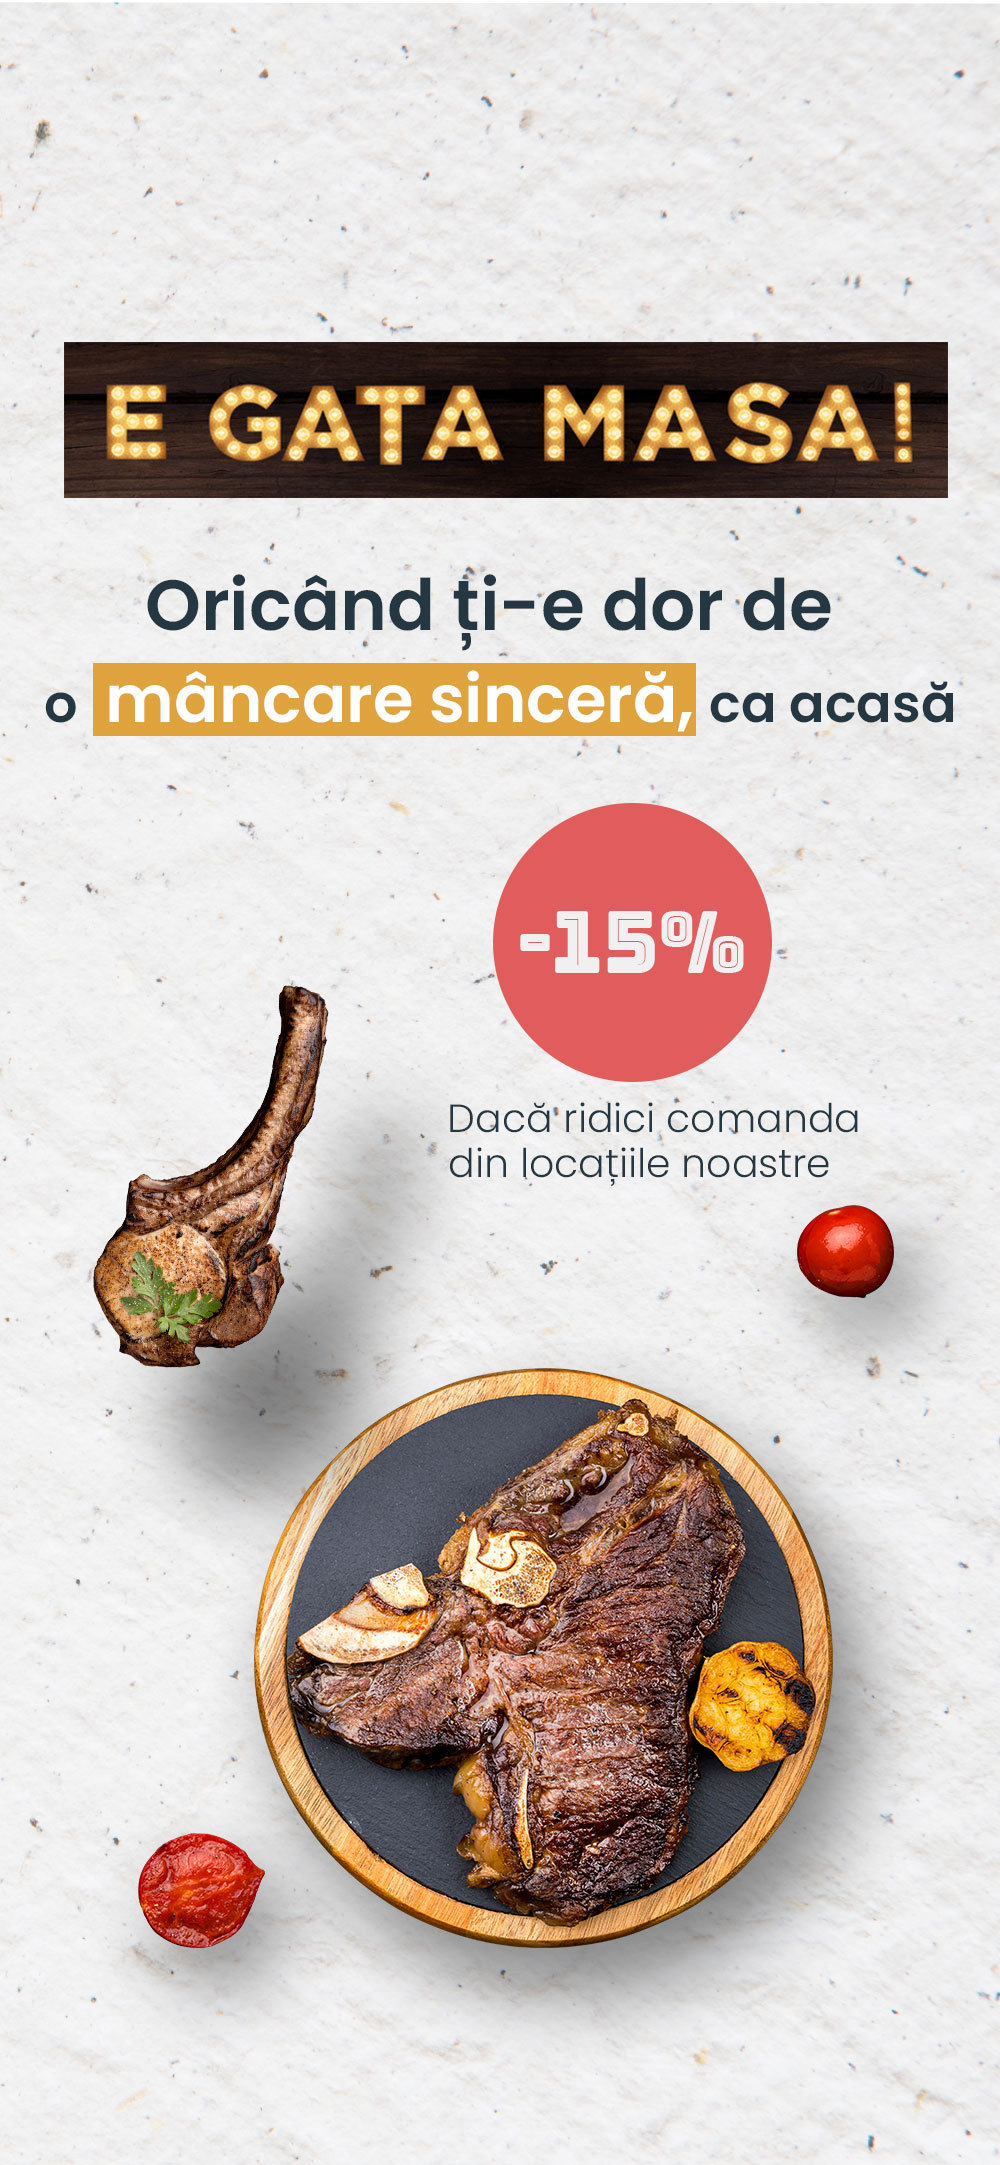 E GATA MASA!
Oricând ți-e dor de
o mâncare sinceră, ca acasă
-15%
Dacă ridici comanda
din locațiile noastre